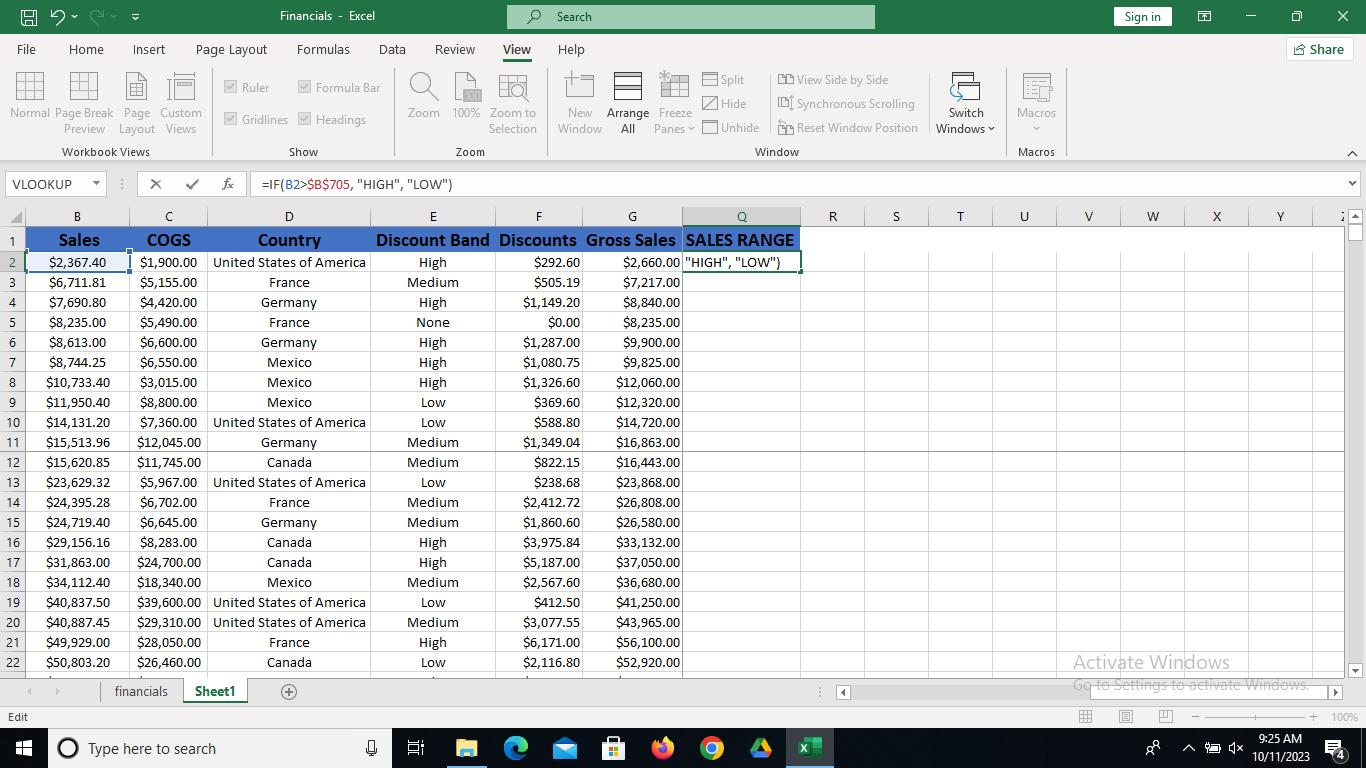 Financials - Excel
Search
Sign in
File Home Insert Page Layout Formulas Data Review View Help
Share
Normal Page Break Preview Page Layout Custom Views
Workbook Views
Ruler Formula Bar
Gridlines Headings
Show
Zoom 100% Zoom to Selection
Zoom
New Window Arrange All Freeze Panes
Split
Hide
Unhide
View Side by Side
Synchronous Scrolling
Reset Window Position
Switch Windows
Window
Macros
Macros
VLOOKUP fx =IF(B2>$B$705, "HIGH", "LOW")
B C D E F G Q R S T U V W X Y
1 Sales COGS Country Discount Band Discounts Gross Sales SALES RANGE
2 $2,367.40 $1,900.00 United States of America High $292.60 $2,660.00 "HIGH", "LOW")
3 $6,711.81 $5,155.00 France Medium $505.19 $7,217.00
4 $7,690.80 $4,420.00 Germany High $1,149.20 $8,840.00
5 $8,235.00 $5,490.00 France None $0.00 $8,235.00
6 $8,613.00 $6,600.00 Germany High $1,287.00 $9,900.00
7 $8,744.25 $6,550.00 Mexico High $1,080.75 $9,825.00
8 $10,733.40 $3,015.00 Mexico High $1,326.60 $12,060.00
9 $11,950.40 $8,800.00 Mexico Low $369.60 $12,320.00
10 $14,131.20 $7,360.00 United States of America Low $588.80 $14,720.00
11 $15,513.96 $12,045.00 Germany Medium $1,349.04 $16,863.00
12 $15,620.85 $11,745.00 Canada Medium $822.15 $16,443.00
13 $23,629.32 $5,967.00 United States of America Low $238.68 $23,868.00
14 $24,395.28 $6,702.00 France Medium $2,412.72 $26,808.00
15 $24,719.40 $6,645.00 Germany Medium $1,860.60 $26,580.00
16 $29,156.16 $8,283.00 Canada High $3,975.84 $33,132.00
17 $31,863.00 $24,700.00 Canada High $5,187.00 $37,050.00
18 $34,112.40 $18,340.00 Mexico Medium $2,567.60 $36,680.00
19 $40,837.50 $39,600.00 United States of America Low $412.50 $41,250.00
20 $40,887.45 $29,310.00 United States of America Medium $3,077.55 $43,965.00
21 $49,929.00 $28,050.00 France High $6,171.00 $56,100.00
22 $50,803.20 $26,460.00 Canada Low $2,116.80 $52,920.00
Activate Windows
Go to Settings to activate Windows.
financials Sheet1
Edit 100%
Type here to search
9:25 AM
10/11/2023
4